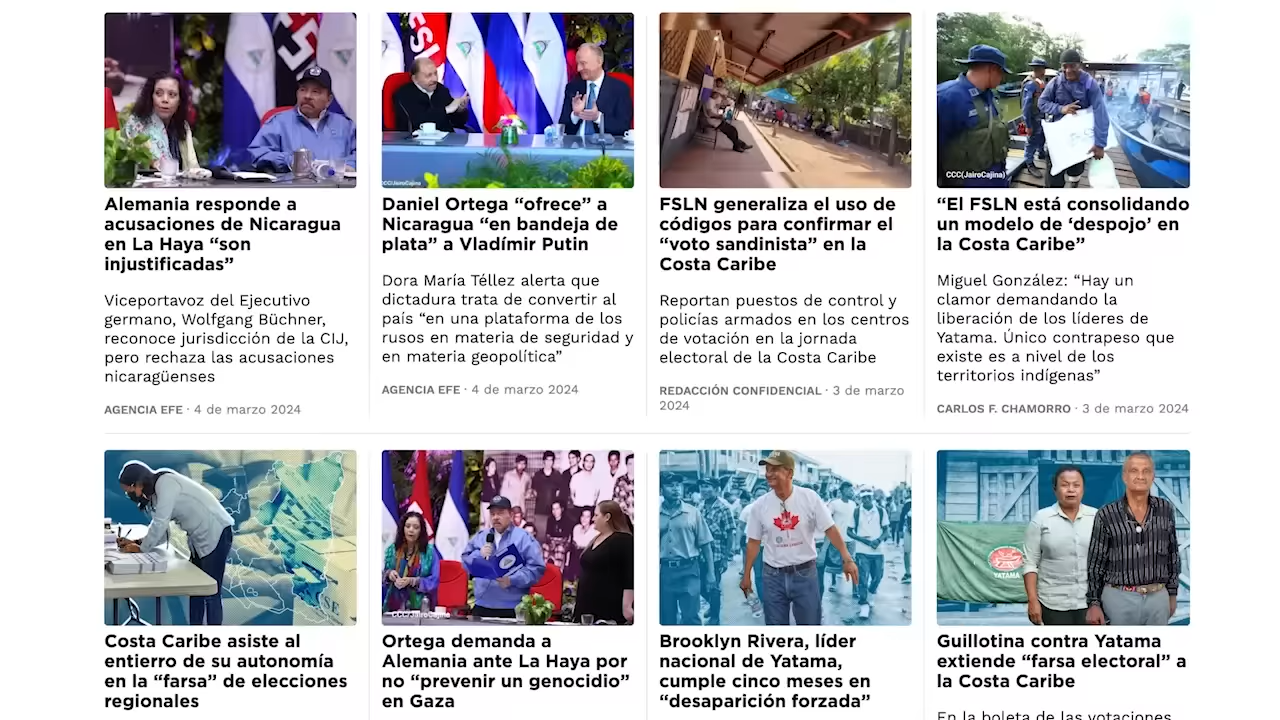 CCC(JairoCajina)
CCC(JairoCajina)
Alemania responde a
acusaciones de Nicaragua
en La Haya “son
injustificadas”
Viceportavoz del Ejecutivo
germano, Wolfgang Büchner,
reconoce jurisdicción de la CIJ,
pero rechaza las acusaciones
nicaragüenses
AGENCIA EFE · 4 de marzo 2024
Daniel Ortega “ofrece” a
Nicaragua “en bandeja de
plata” a Vladímir Putin
Dora María Téllez alerta que
dictadura trata de convertir al
país “en una plataforma de los
rusos en materia de seguridad y
en materia geopolítica”
AGENCIA EFE · 4 de marzo 2024
FSLN generaliza el uso de
códigos para confirmar el
“voto sandinista” en la
Costa Caribe
Reportan puestos de control y
policías armados en los centros
de votación en la jornada
electoral de la Costa Caribe
REDACCIÓN CONFIDENCIAL · 3 de marzo
2024
“El FSLN está consolidando
un modelo de ‘despojo’ en
la Costa Caribe”
Miguel González: “Hay un
clamor demandando la
liberación de los líderes de
Yatama. Único contrapeso que
existe es a nivel de los
territorios indígenas”
CARLOS F. CHAMORRO · 3 de marzo 2024
CCC(JairoCajina
YATAMA
Costa Caribe asiste al
entierro de su autonomía
en la “farsa” de elecciones
regionales
Ortega demanda a
Alemania ante La Haya por
no “prevenir un genocidio”
en Gaza
Brooklyn Rivera, líder
nacional de Yatama,
cumple cinco meses en
“desaparición forzada”
Guillotina contra Yatama
extiende “farsa electoral” a
la Costa Caribe
En la boleta de las votaciones